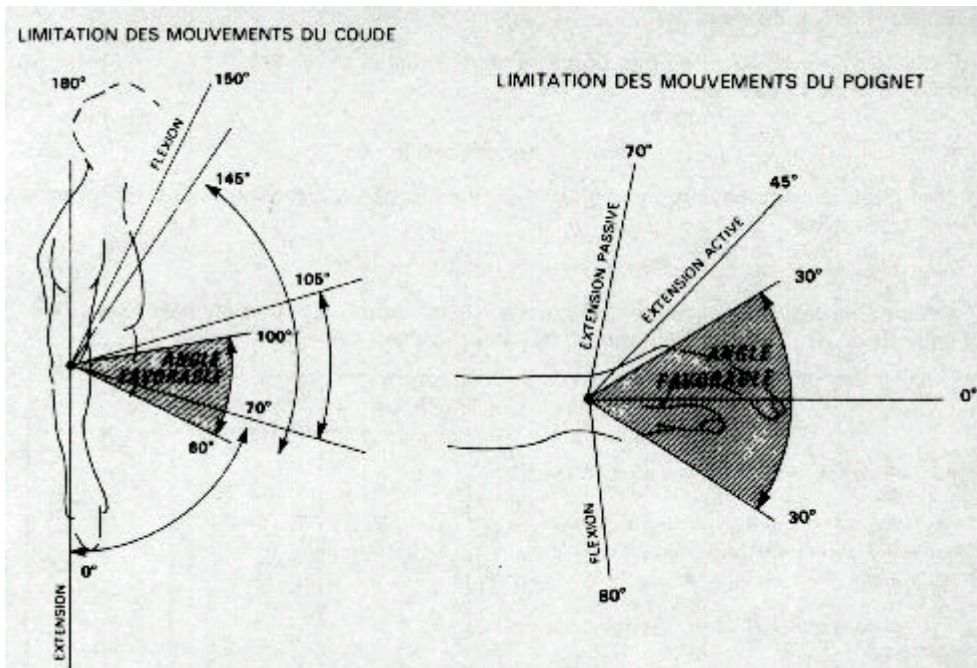 LIMITATION DES MOUVEMENTS DU COUDE
180°
150°
FLEXION
145°
105°
100°
ANGLE
FAVORABLE
70°
60°
0°
EXTENSION
LIMITATION DES MOUVEMENTS DU POIGNET
70°
45°
EXTENSION PASSIVE
EXTENSION ACTIVE
30°
ANGLE
FAVORABLE
0°
30°
FLEXION
80°